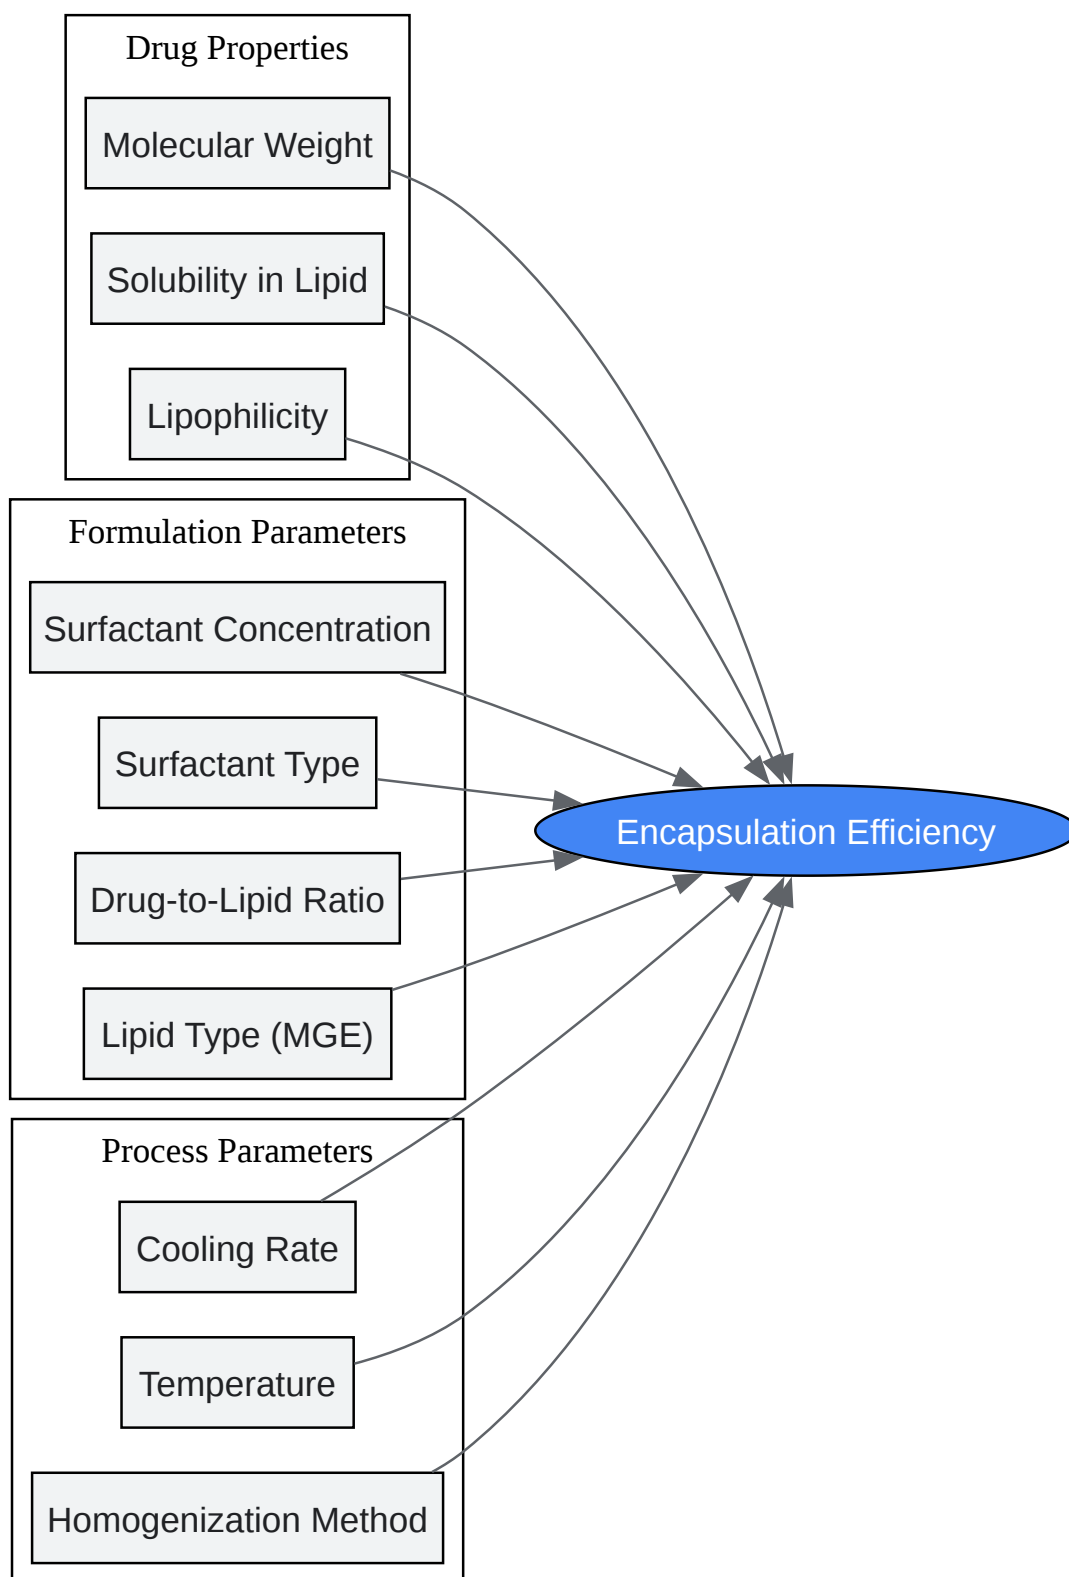 Drug Properties
Molecular Weight
Solubility in Lipid
Lipophilicity
Formulation Parameters
Surfactant Concentration
Surfactant Type
Drug-to-Lipid Ratio
Lipid Type (MGE)
Encapsulation Efficiency
Process Parameters
Cooling Rate
Temperature
Homogenization Method